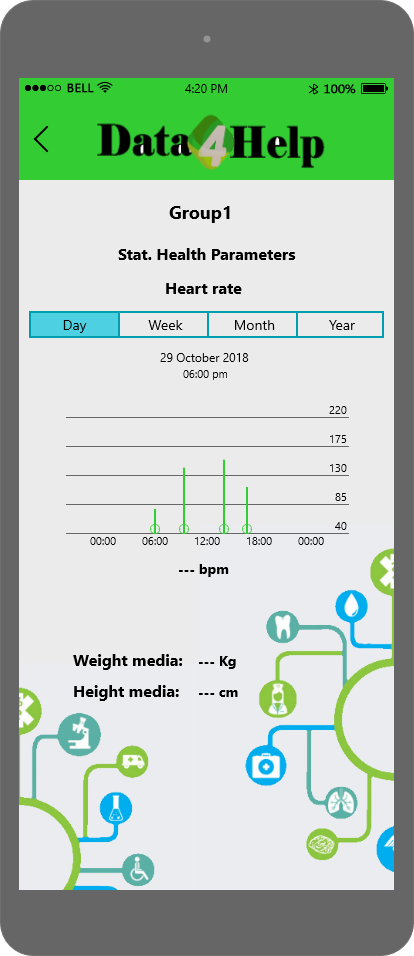 BELL 4:20 PM 100%
Data4Help
Group1
Stat. Health Parameters
Heart rate
Day Week Month Year
29 October 2018
06:00 pm
220
175
130
85
40
00:00 06:00 12:00 18:00 00:00
--- bpm
Weight media: --- Kg
Height media: --- cm